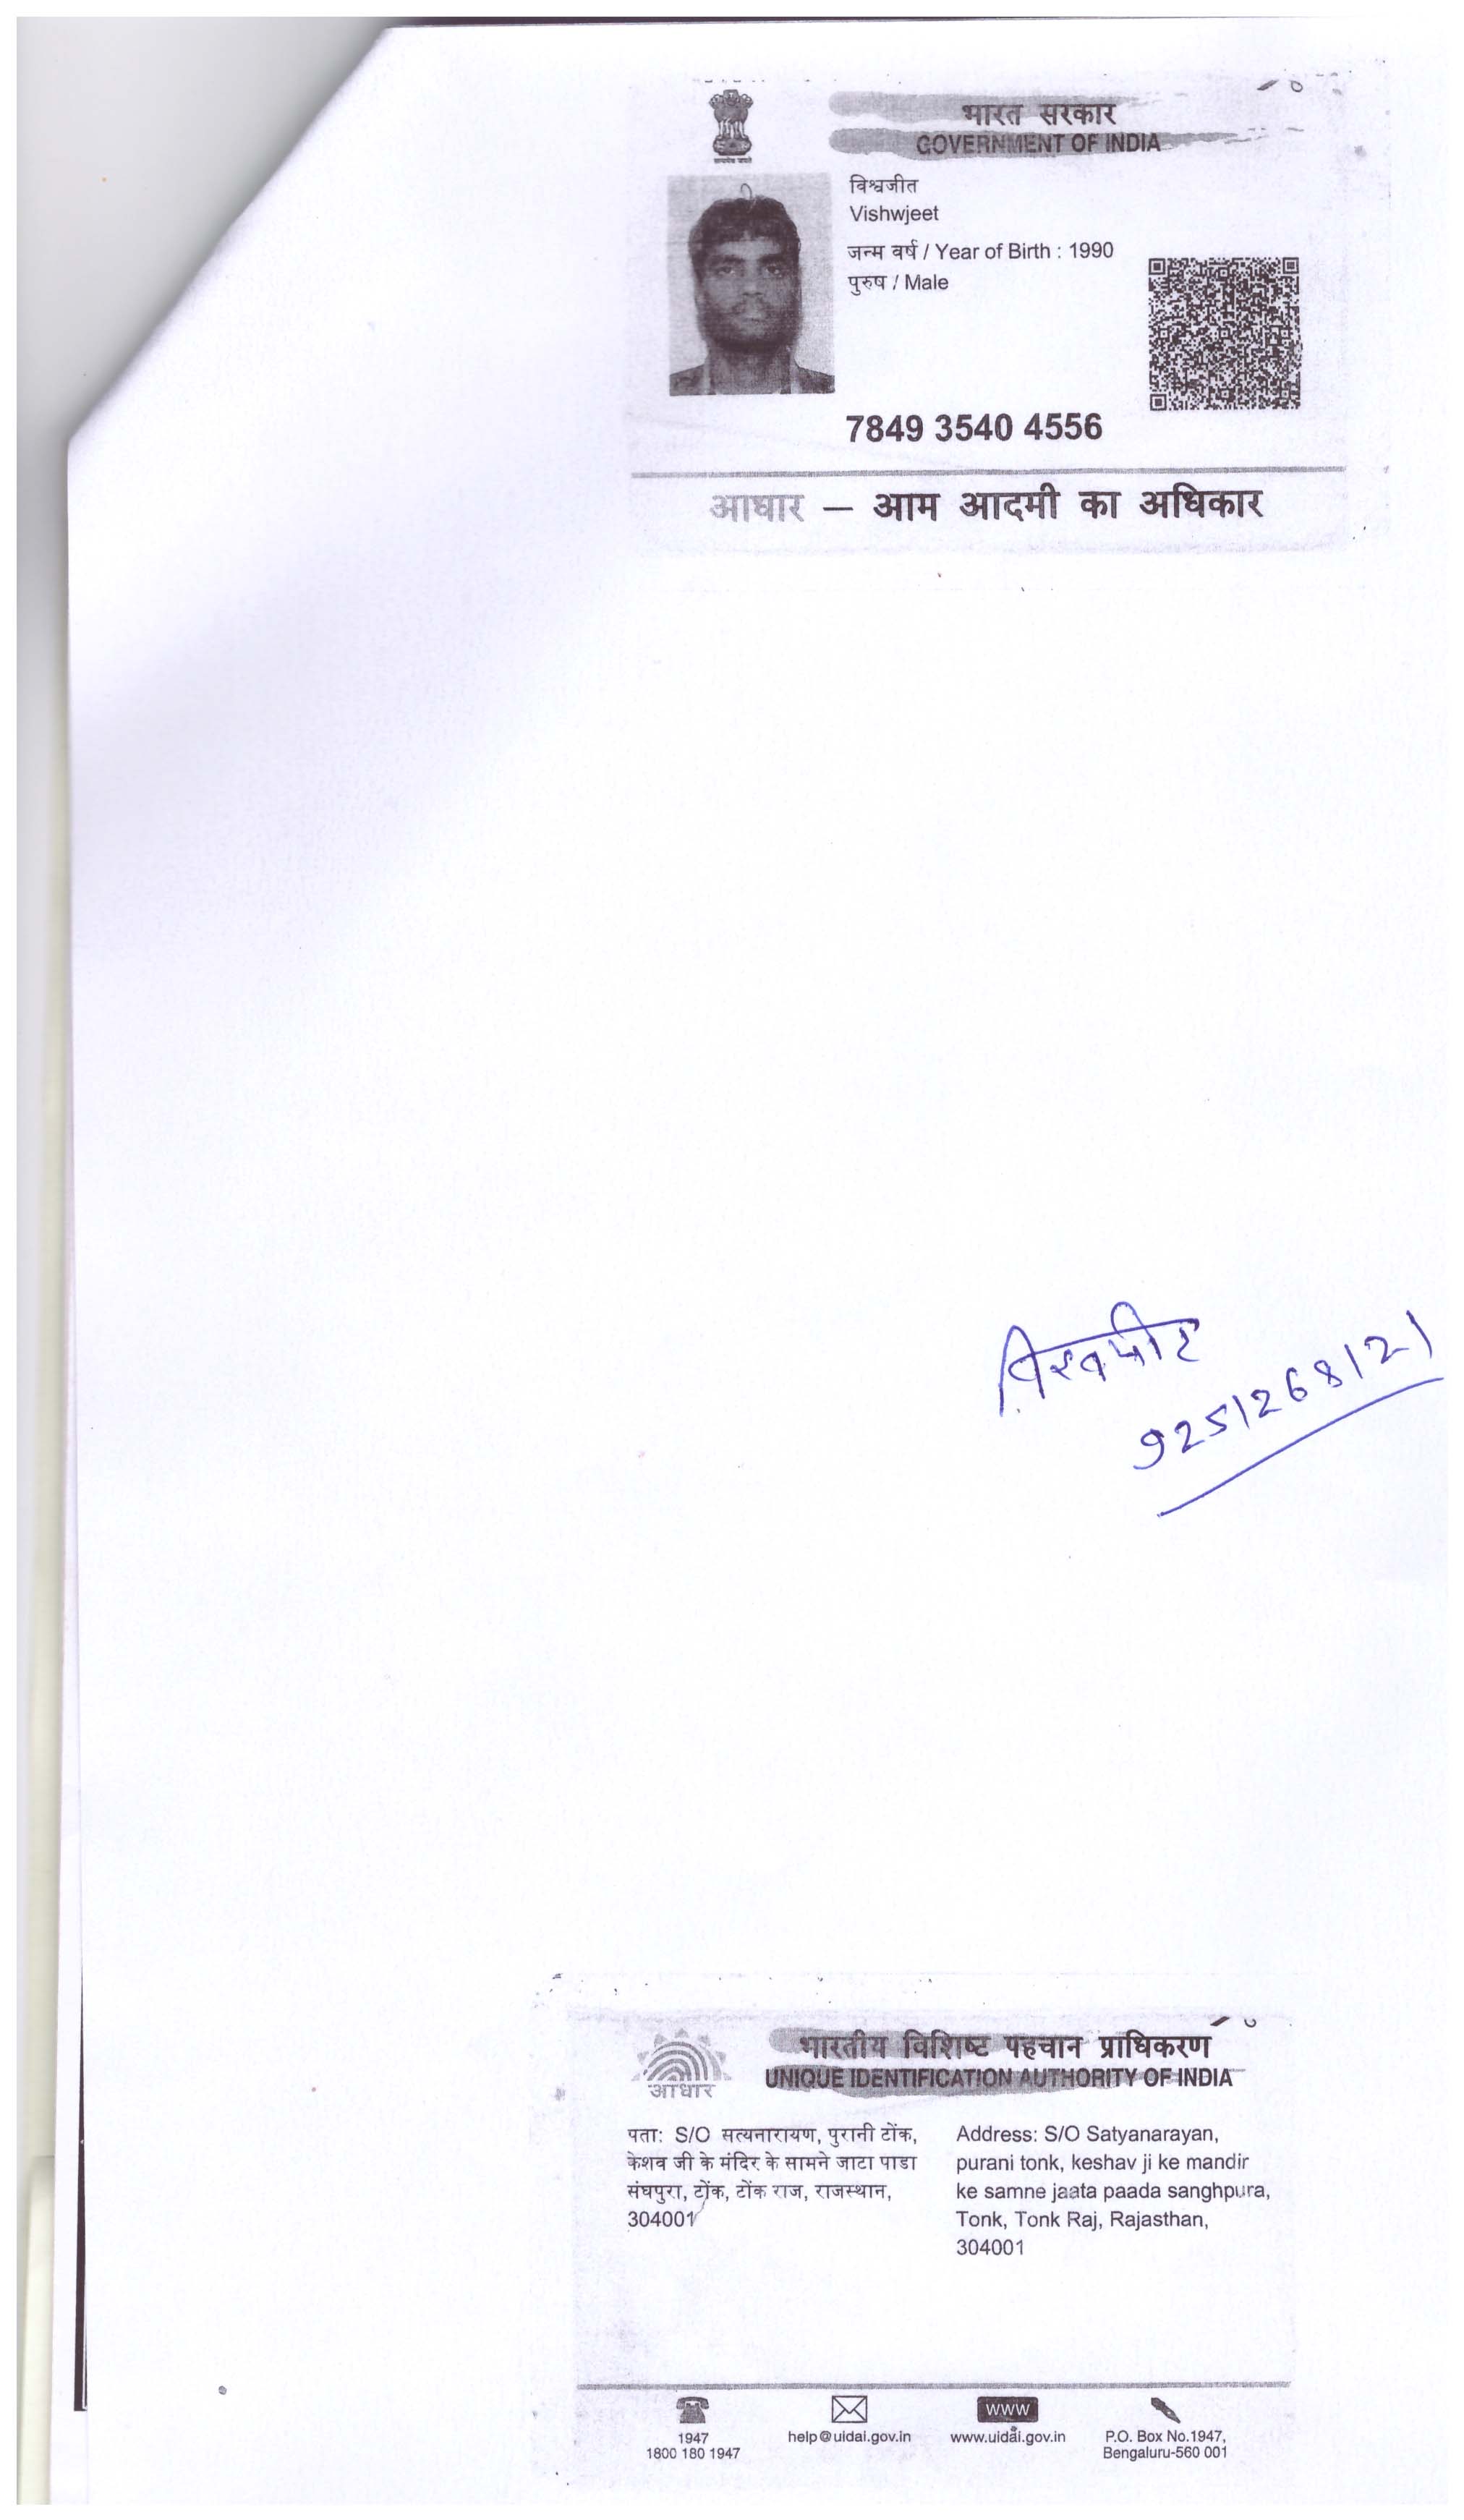 भारत सरकार
GOVERNMENT OF INDIA
विश्वजीत
Vishwjeet
जन्म वर्ष / Year of Birth : 1990
पुरुष / Male
7849 3540 4556
आधार — आम आदमी का अधिकार
9251268121
भारतीय विशिष्ट पहचान प्राधिकरण
UNIQUE IDENTIFICATION AUTHORITY OF INDIA
आधार
पता: S/O सत्यनारायण, पुरानी टोंक,
केशव जी के मंदिर के सामने जाटा पाडा
संघपुरा, टोंक, टोंक राज, राजस्थान,
304001
Address: S/O Satyanarayan,
purani tonk, keshav ji ke mandir
ke samne jaata paada sanghpura,
Tonk, Tonk Raj, Rajasthan,
304001
1947
1800 180 1947
help@uidai.gov.in
WWW
www.uidai.gov.in
P.O. Box No.1947,
Bengaluru-560 001